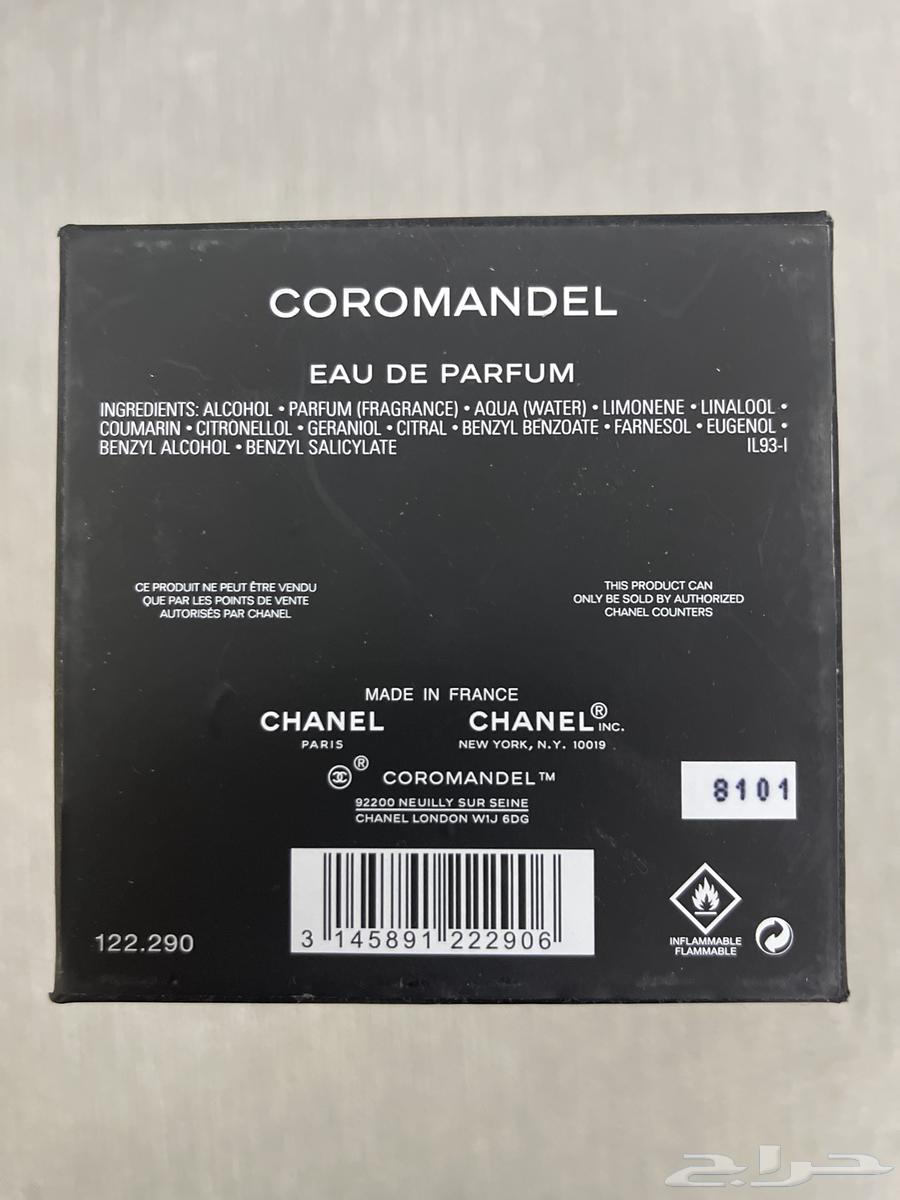 COROMANDEL
EAU DE PARFUM
INGREDIENTS: ALCOHOL • PARFUM (FRAGRANCE) • AQUA (WATER) • LIMONENE • LINALOOL •
COUMARIN • CITRONELLOL • GERANIOL • CITRAL • BENZYL BENZOATE • FARNESOL • EUGENOL •
BENZYL ALCOHOL • BENZYL SALICYLATE IL93-I
CE PRODUIT NE PEUT ÊTRE VENDU
QUE PAR LES POINTS DE VENTE
AUTORISÉS PAR CHANEL
THIS PRODUCT CAN
ONLY BE SOLD BY AUTHORIZED
CHANEL COUNTERS
MADE IN FRANCE
CHANEL
PARIS
CHANEL® INC.
NEW YORK, N.Y. 10019
® COROMANDEL™
92200 NEUILLY SUR SEINE
CHANEL LONDON W1J 6DG
8101
122.290
3 145891 222906
INFLAMMABLE
FLAMMABLE
حراج